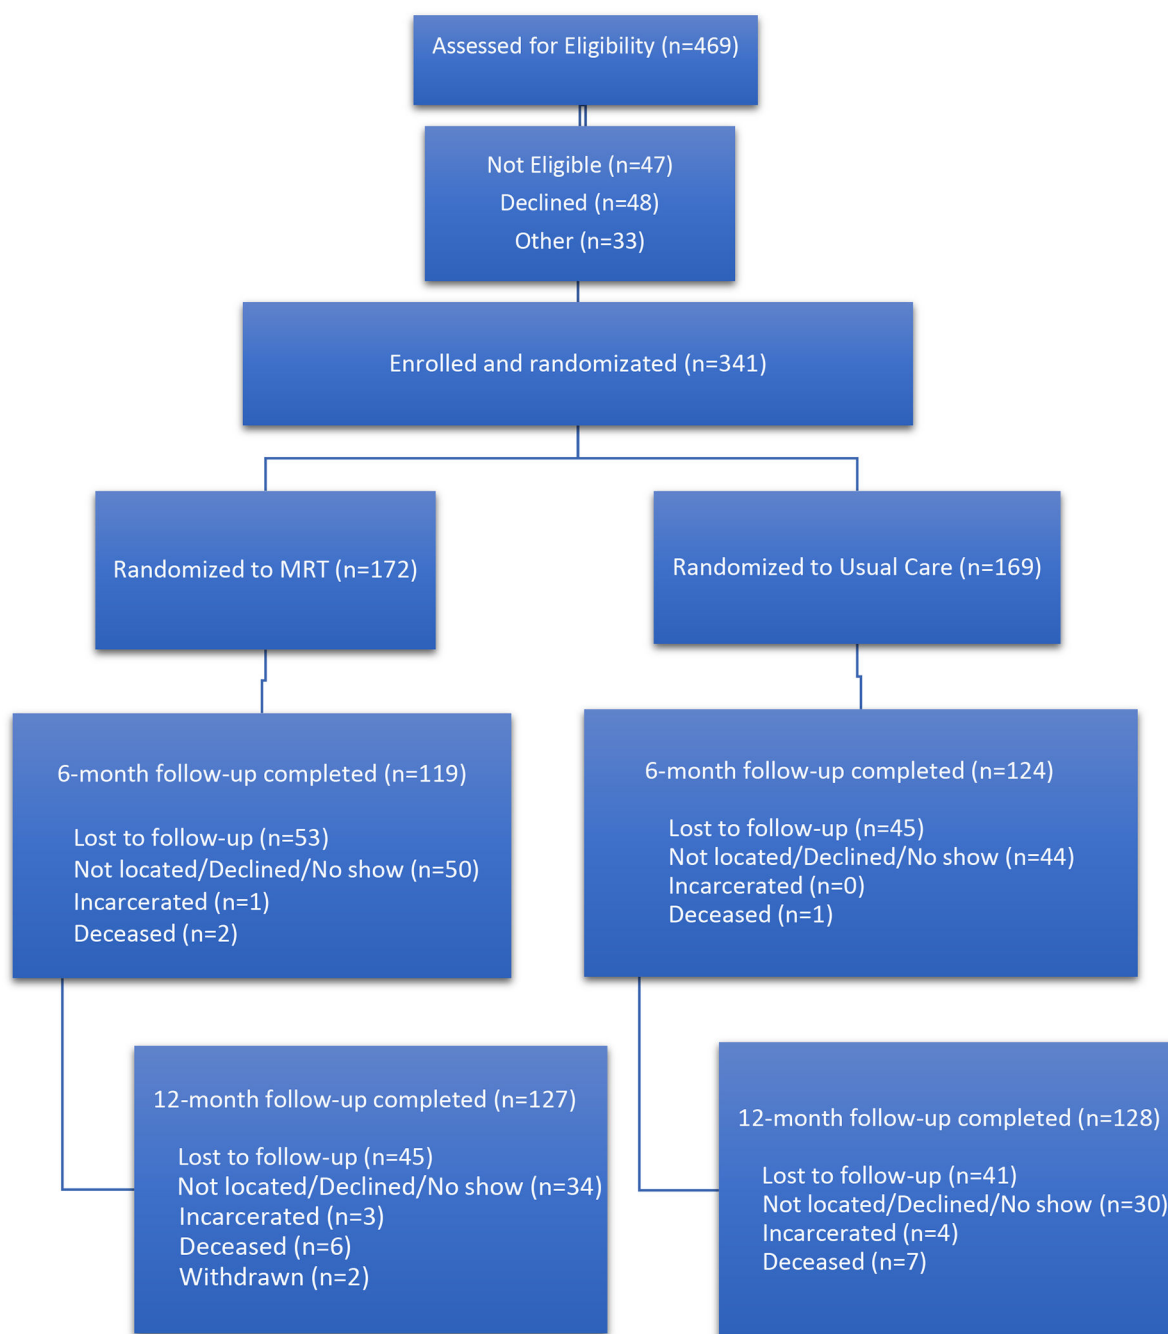 Assessed for Eligibility (n=469)
Not Eligible (n=47)
Declined (n=48)
Other (n=33)
Enrolled and randomizated (n=341)
Randomized to MRT (n=172)
Randomized to Usual Care (n=169)
6-month follow-up completed (n=119)
Lost to follow-up (n=53)
Not located/Declined/No show (n=50)
Incarcerated (n=1)
Deceased (n=2)
6-month follow-up completed (n=124)
Lost to follow-up (n=45)
Not located/Declined/No show (n=44)
Incarcerated (n=0)
Deceased (n=1)
12-month follow-up completed (n=127)
Lost to follow-up (n=45)
Not located/Declined/No show (n=34)
Incarcerated (n=3)
Deceased (n=6)
Withdrawn (n=2)
12-month follow-up completed (n=128)
Lost to follow-up (n=41)
Not located/Declined/No show (n=30)
Incarcerated (n=4)
Deceased (n=7)